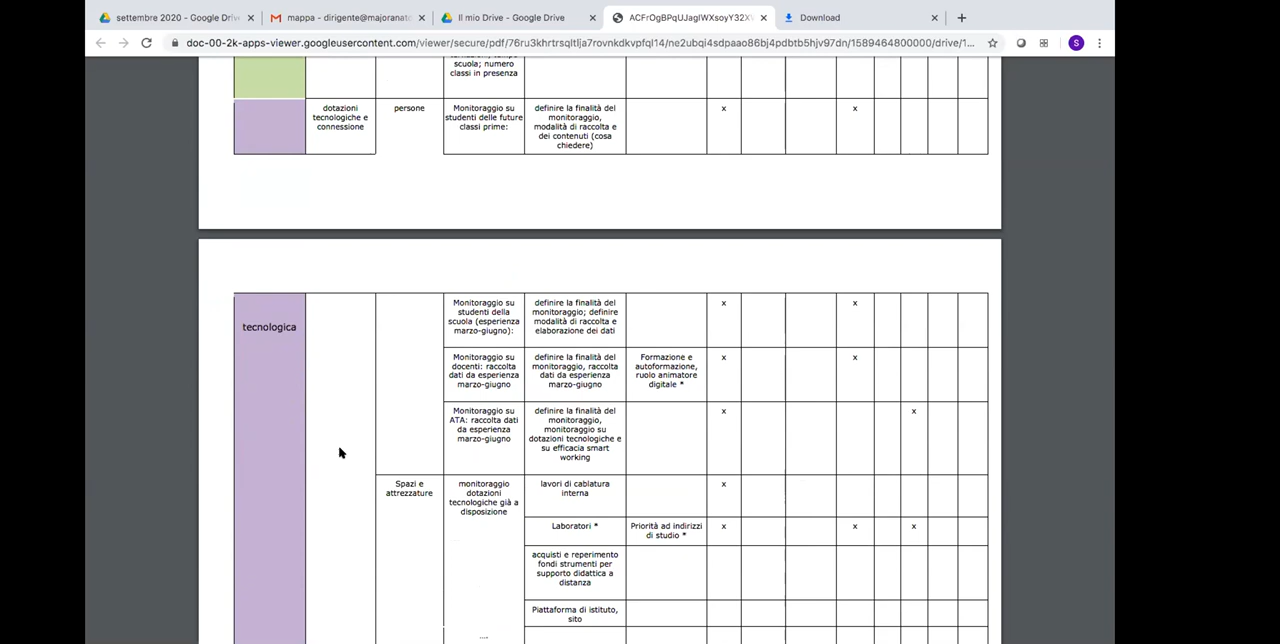 settembre 2020 - Google Driv
mappa - dirigente@majoranat
Il mio Drive - Google Drive
ACFrOgBPqUJagIWXsoyY32XV
Download
doc-00-2k-apps-viewer.googleusercontent.com/viewer/secure/pdf/76ru3khrtrsqltlja7rovnkdkvpfql14/ne2ubqi4sdpaao86bj4pdbtb5hjv97dn/1589464800000/drive/1...
S
scuola; numero
classi in presenza
dotazioni
tecnologiche e
connessione
persone
Monitoraggio su
studenti delle future
classi prime:
definire la finalità del
monitoraggio,
modalità di raccolta e
dei contenuti (cosa
chiedere)
x
x
tecnologica
Monitoraggio su
studenti della
scuola (esperienza
marzo-giugno):
definire la finalità del
monitoraggio; definire
modalità di raccolta e
elaborazione dei dati
x
x
Monitoraggio su
docenti: raccolta
dati da esperienza
marzo-giugno
definire la finalità del
monitoraggio, raccolta
dati da esperienza
marzo-giugno
Formazione e
autoformazione,
ruolo animatore
digitale *
x
x
Monitoraggio su
ATA: raccolta dati
da esperienza
marzo-giugno
definire la finalità del
monitoraggio,
monitoraggio su
dotazioni tecnologiche e
su efficacia smart
working
x
x
Spazi e
attrezzature
monitoraggio
dotazioni
tecnologiche già a
disposizione
lavori di cablatura
interna
x
Laboratori *
Priorità ad indirizzi
di studio *
x
x
x
acquisti e reperimento
fondi strumenti per
supporto didattica a
distanza
Piattaforma di istituto,
sito
....